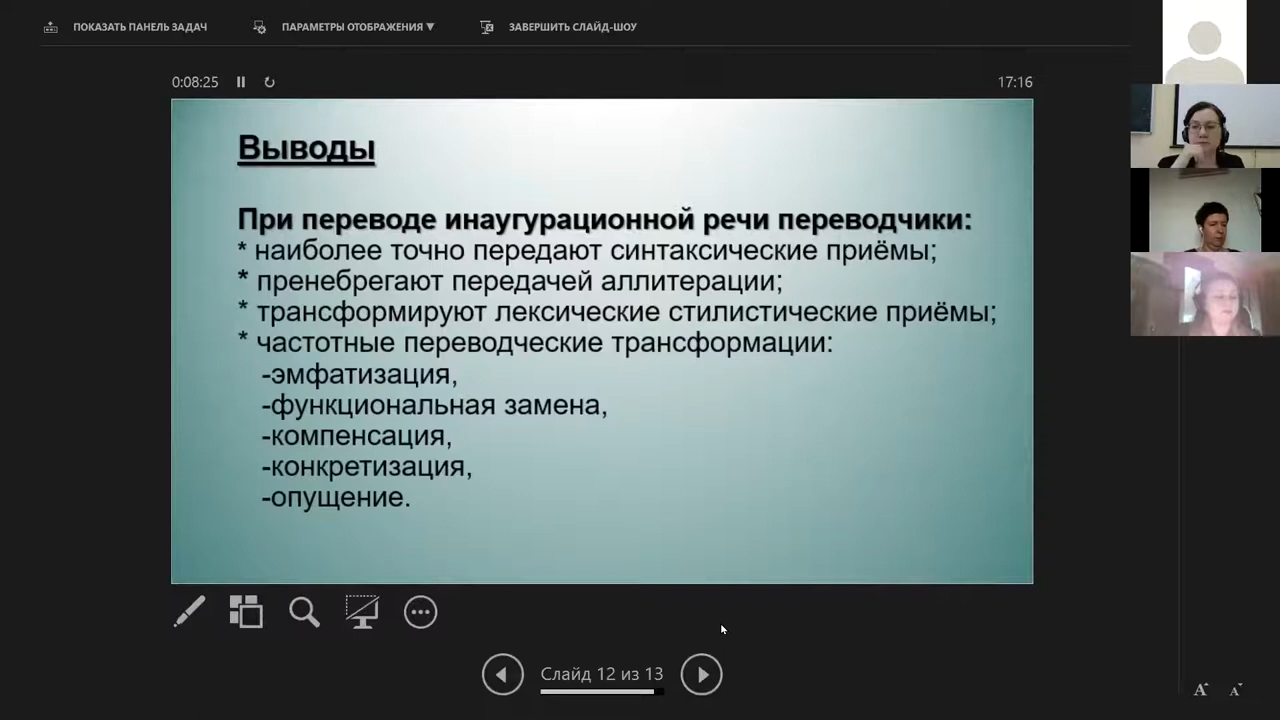 ПОКАЗАТЬ ПАНЕЛЬ ЗАДАЧ ПАРАМЕТРЫ ОТОБРАЖЕНИЯ ▼ ЗАВЕРШИТЬ СЛАЙД-ШОУ
0:08:25 17:16
Выводы
При переводе инаугурационной речи переводчики:
* наиболее точно передают синтаксические приёмы;
* пренебрегают передачей аллитерации;
* трансформируют лексические стилистические приёмы;
* частотные переводческие трансформации:
-эмфатизация,
-функциональная замена,
-компенсация,
-конкретизация,
-опущение.
Слайд 12 из 13
A A